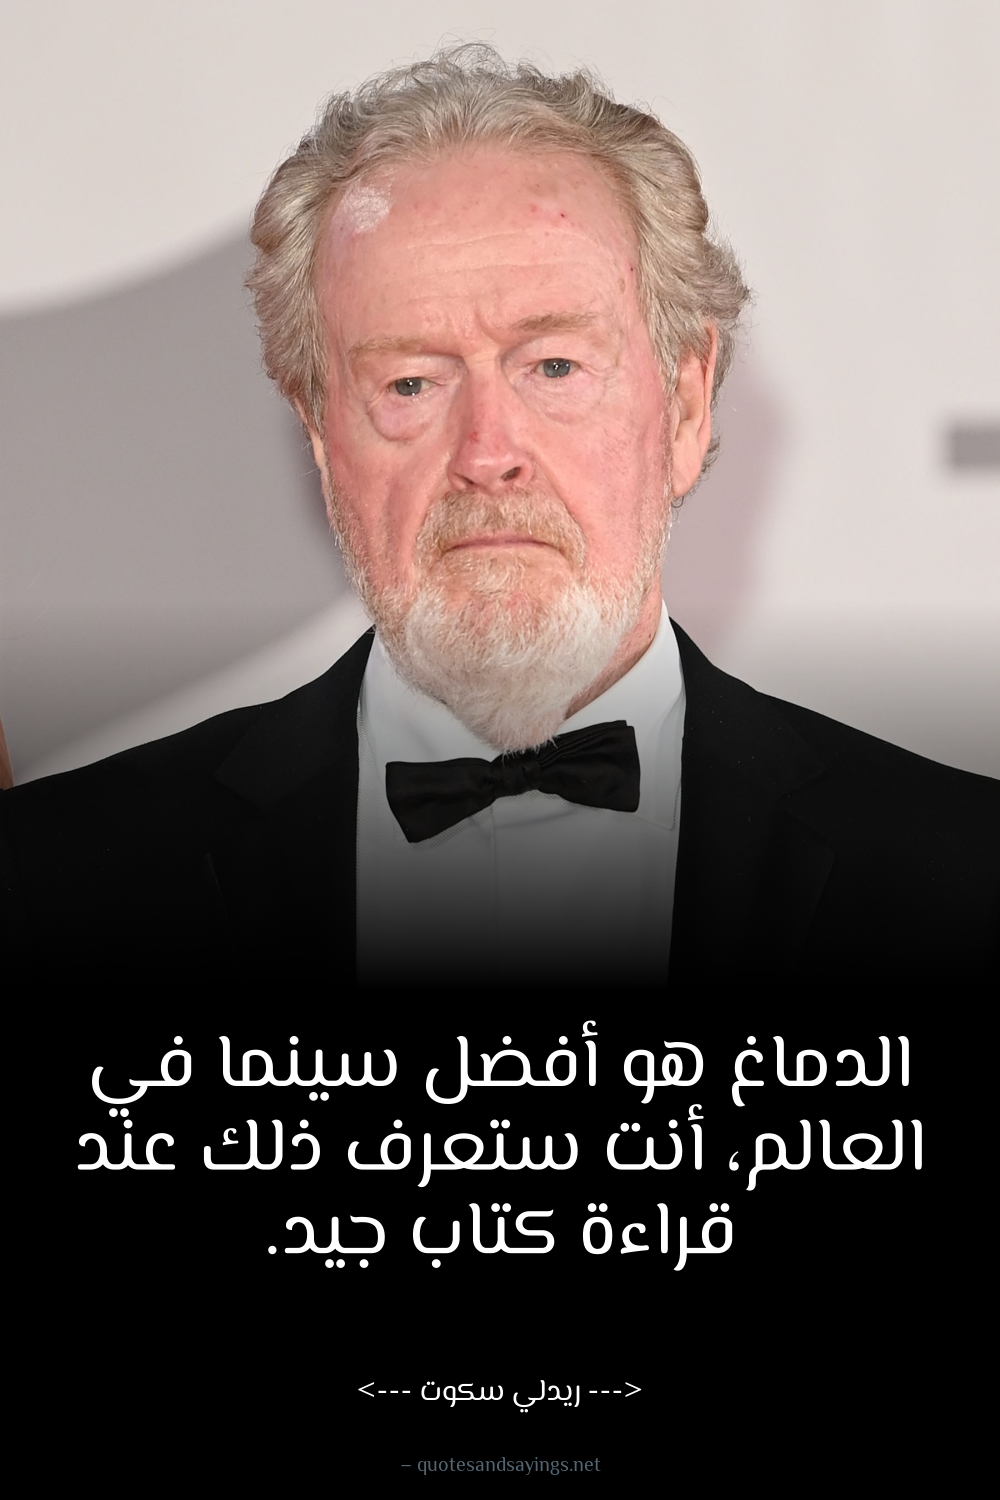 الدماغ هو أفضل سينما في
العالم، أنت ستعرف ذلك عند
قراءة كتاب جيد.
<--- ريدلي سكوت --->
– quotesandsayings.net